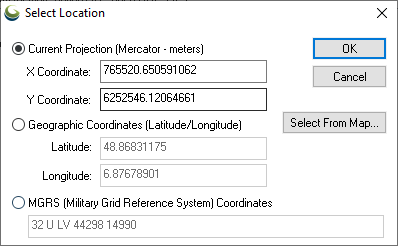 Select Location
Current Projection (Mercator - meters)
OK
X Coordinate: 765520.650591062
Cancel
Y Coordinate: 6252546.12064661
Geographic Coordinates (Latitude/Longitude)
Select From Map...
Latitude: 48.86831175
Longitude: 6.87678901
MGRS (Military Grid Reference System) Coordinates
32 U LV 44298 14990